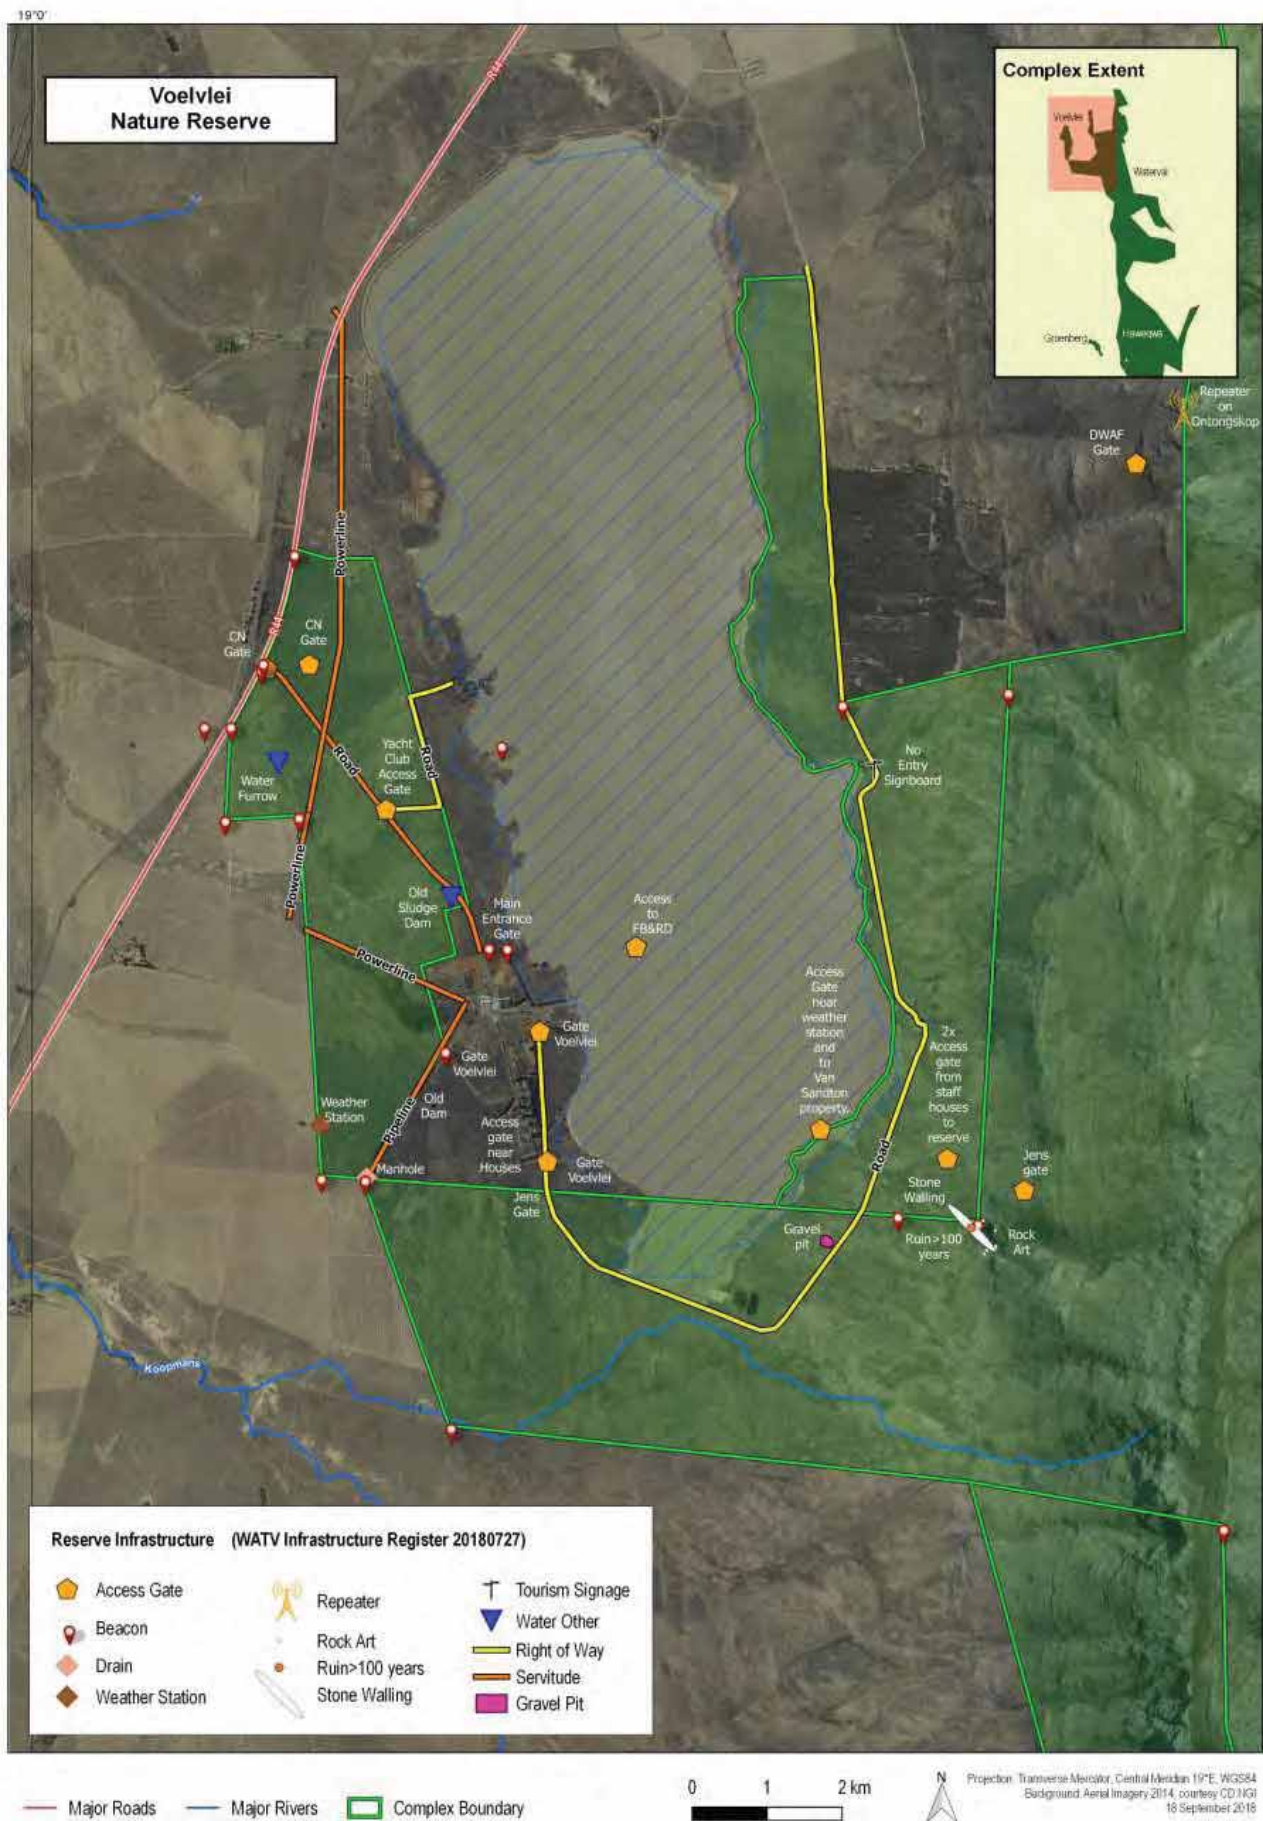 19°0'
Voelvlei
Nature Reserve
R44
Complex Extent
Voelvlei
Waterval
Groenberg
Hawequa
Repeater
on
Ontongskop
DWAF
Gate
Powerline
R44
CN
Gate
CN
Gate
Water
Furrow
Road
Yacht
Club
Access
Gate
Road
No
Entry
Signboard
Powerline
Old
Sludge
Dam
Main
Entrance
Gate
Access
to
FB&RD
Powerline
Access
Gate
near
weather
station
and
to
Van
Sandton
property.
2x
Access
gate
from
staff
houses
to
reserve
Gate
Voelvlei
Gate
Voelvlei
Weather
Station
Old
Dam
Pipeline
Access
gate
near
Houses
Manhole
Gate
Voelvlei
Jens
Gate
Road
Stone
Walling
Jens
gate
Gravel
pit
Ruin>100
years
Rock
Art
Koopmans
Reserve Infrastructure (WATV Infrastructure Register 20180727)
Access Gate
Beacon
Drain
Weather Station
Repeater
Rock Art
Ruin>100 years
Stone Walling
Tourism Signage
Water Other
Right of Way
Servitude
Gravel Pit
Major Roads
Major Rivers
Complex Boundary
0 1 2 km
N
Projection: Transverse Mercator, Central Meridian 19°E, WGS84
Background: Aerial Imagery 2014, courtesy CD:NGI
18 September 2018